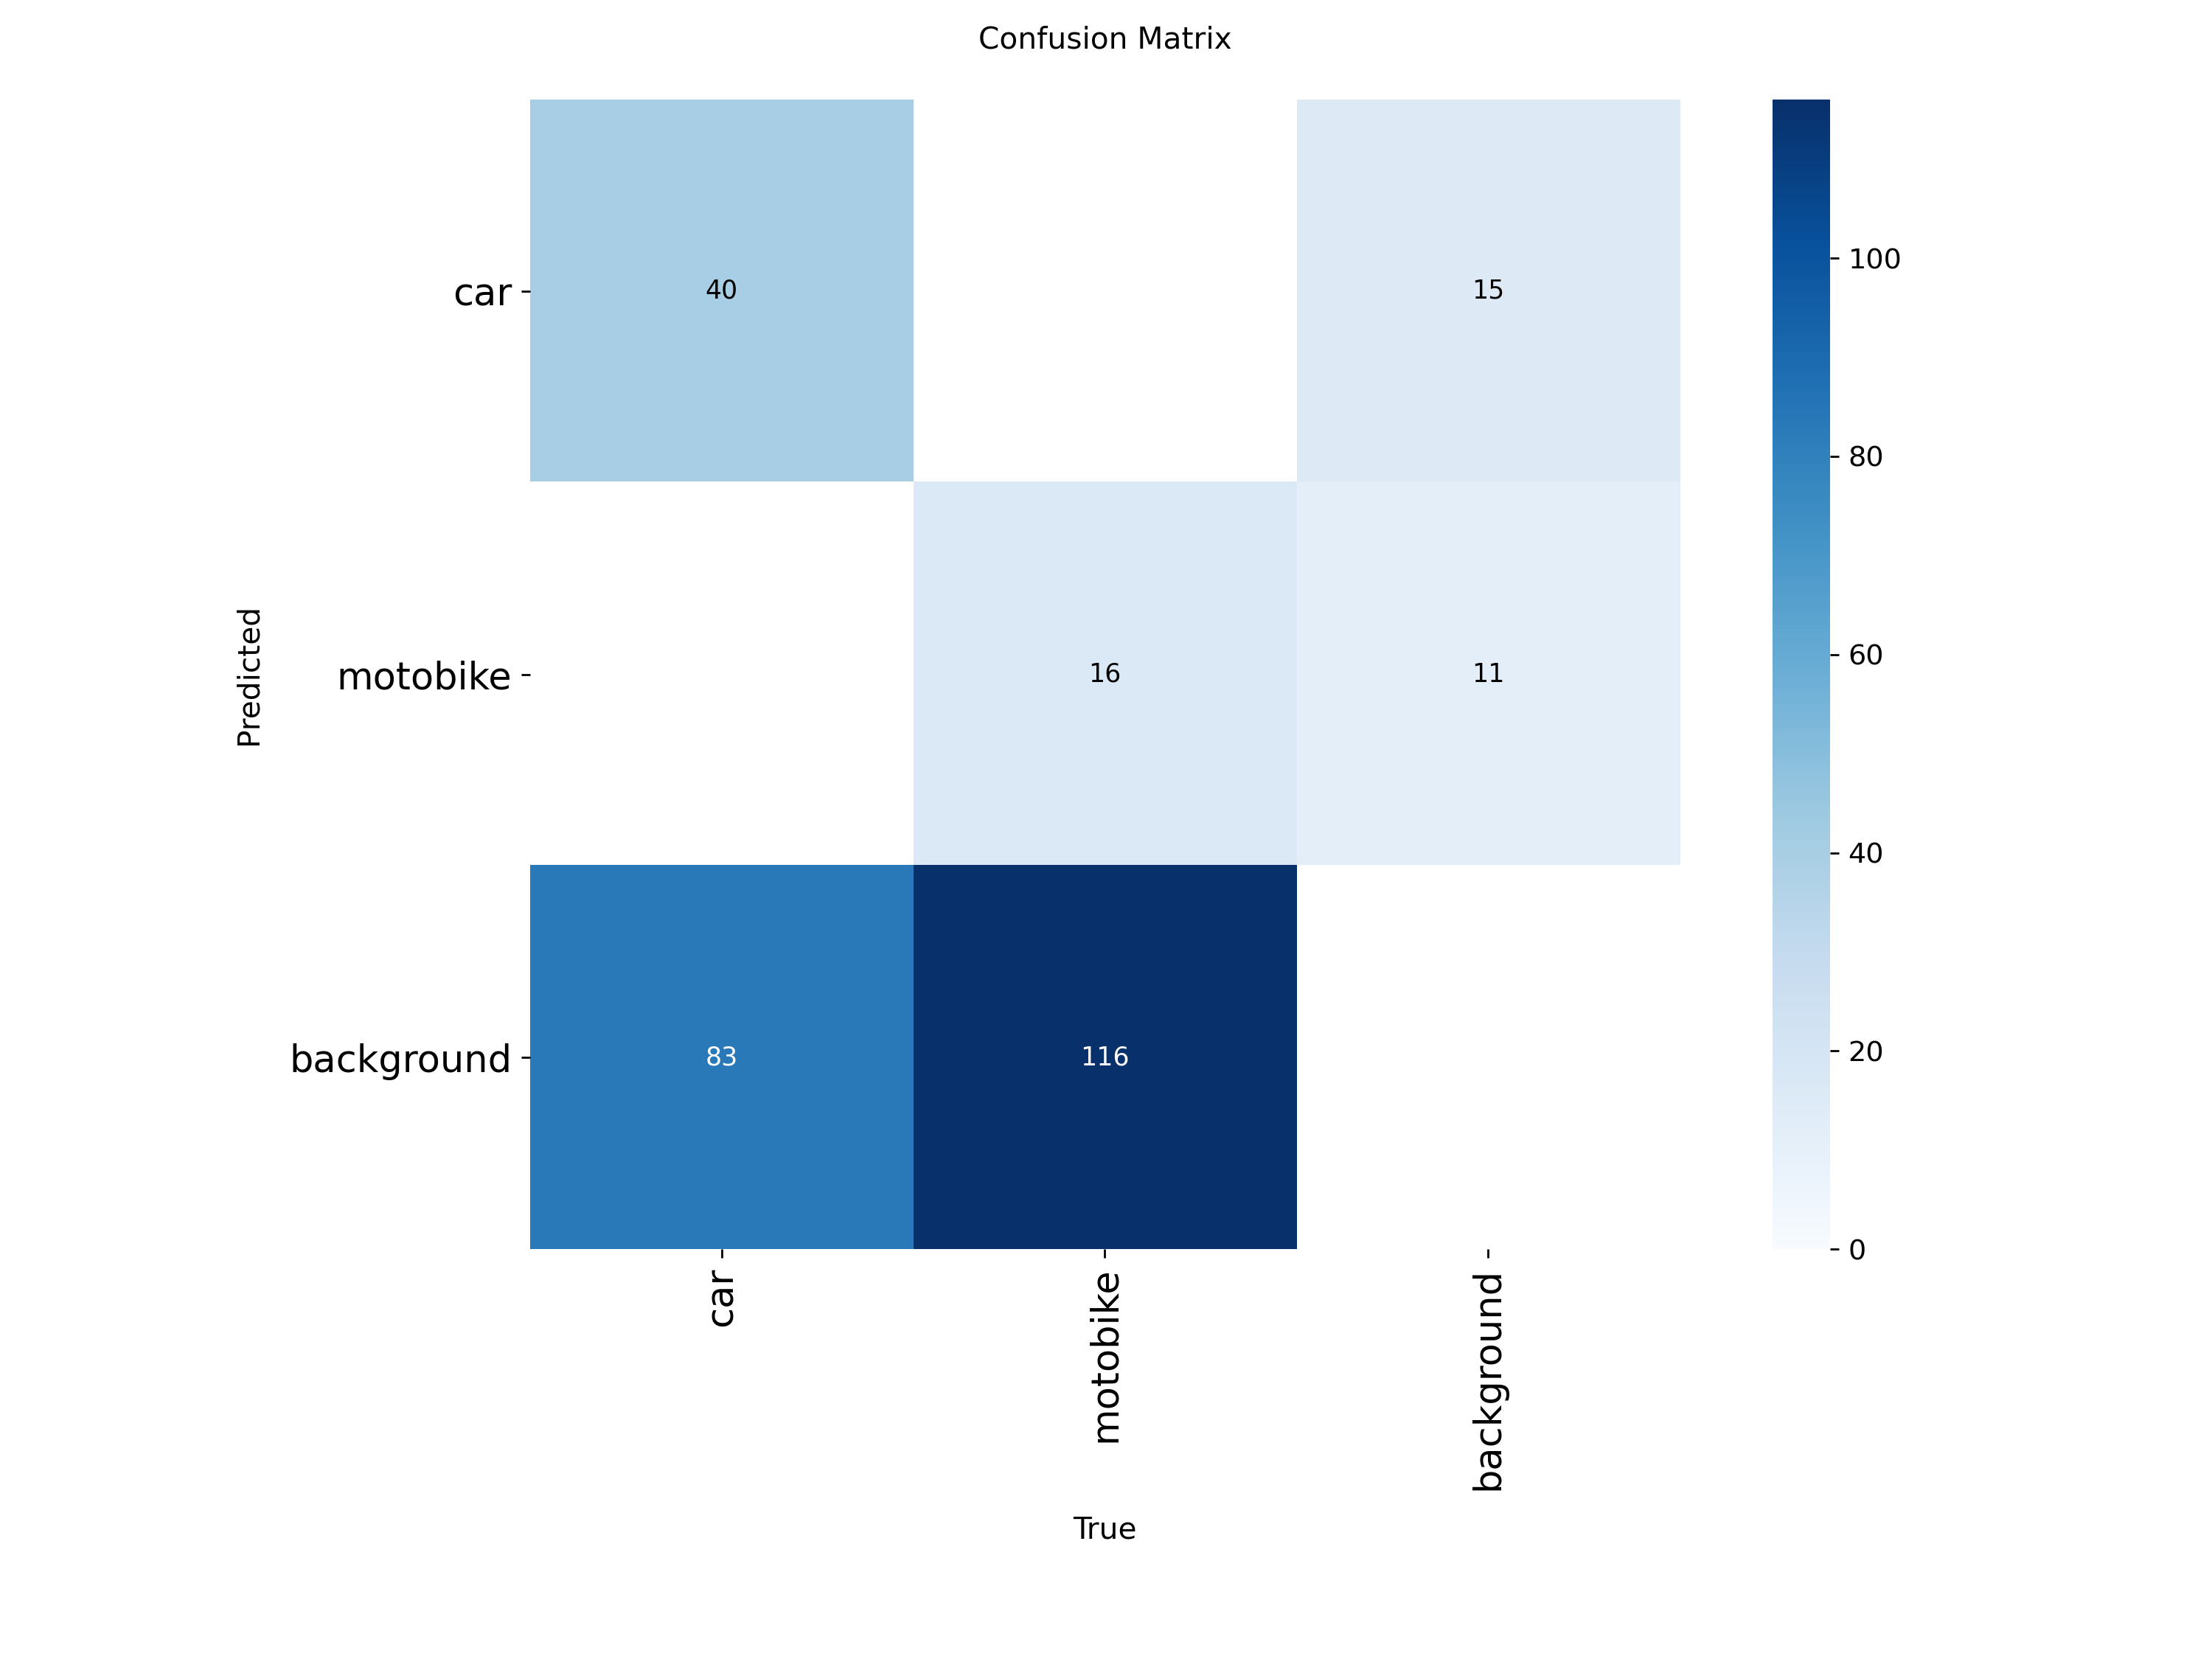 Confusion Matrix
car
40
15
100
80
Predicted
motobike
16
11
60
40
background
83
116
20
0
car
motobike
background
True